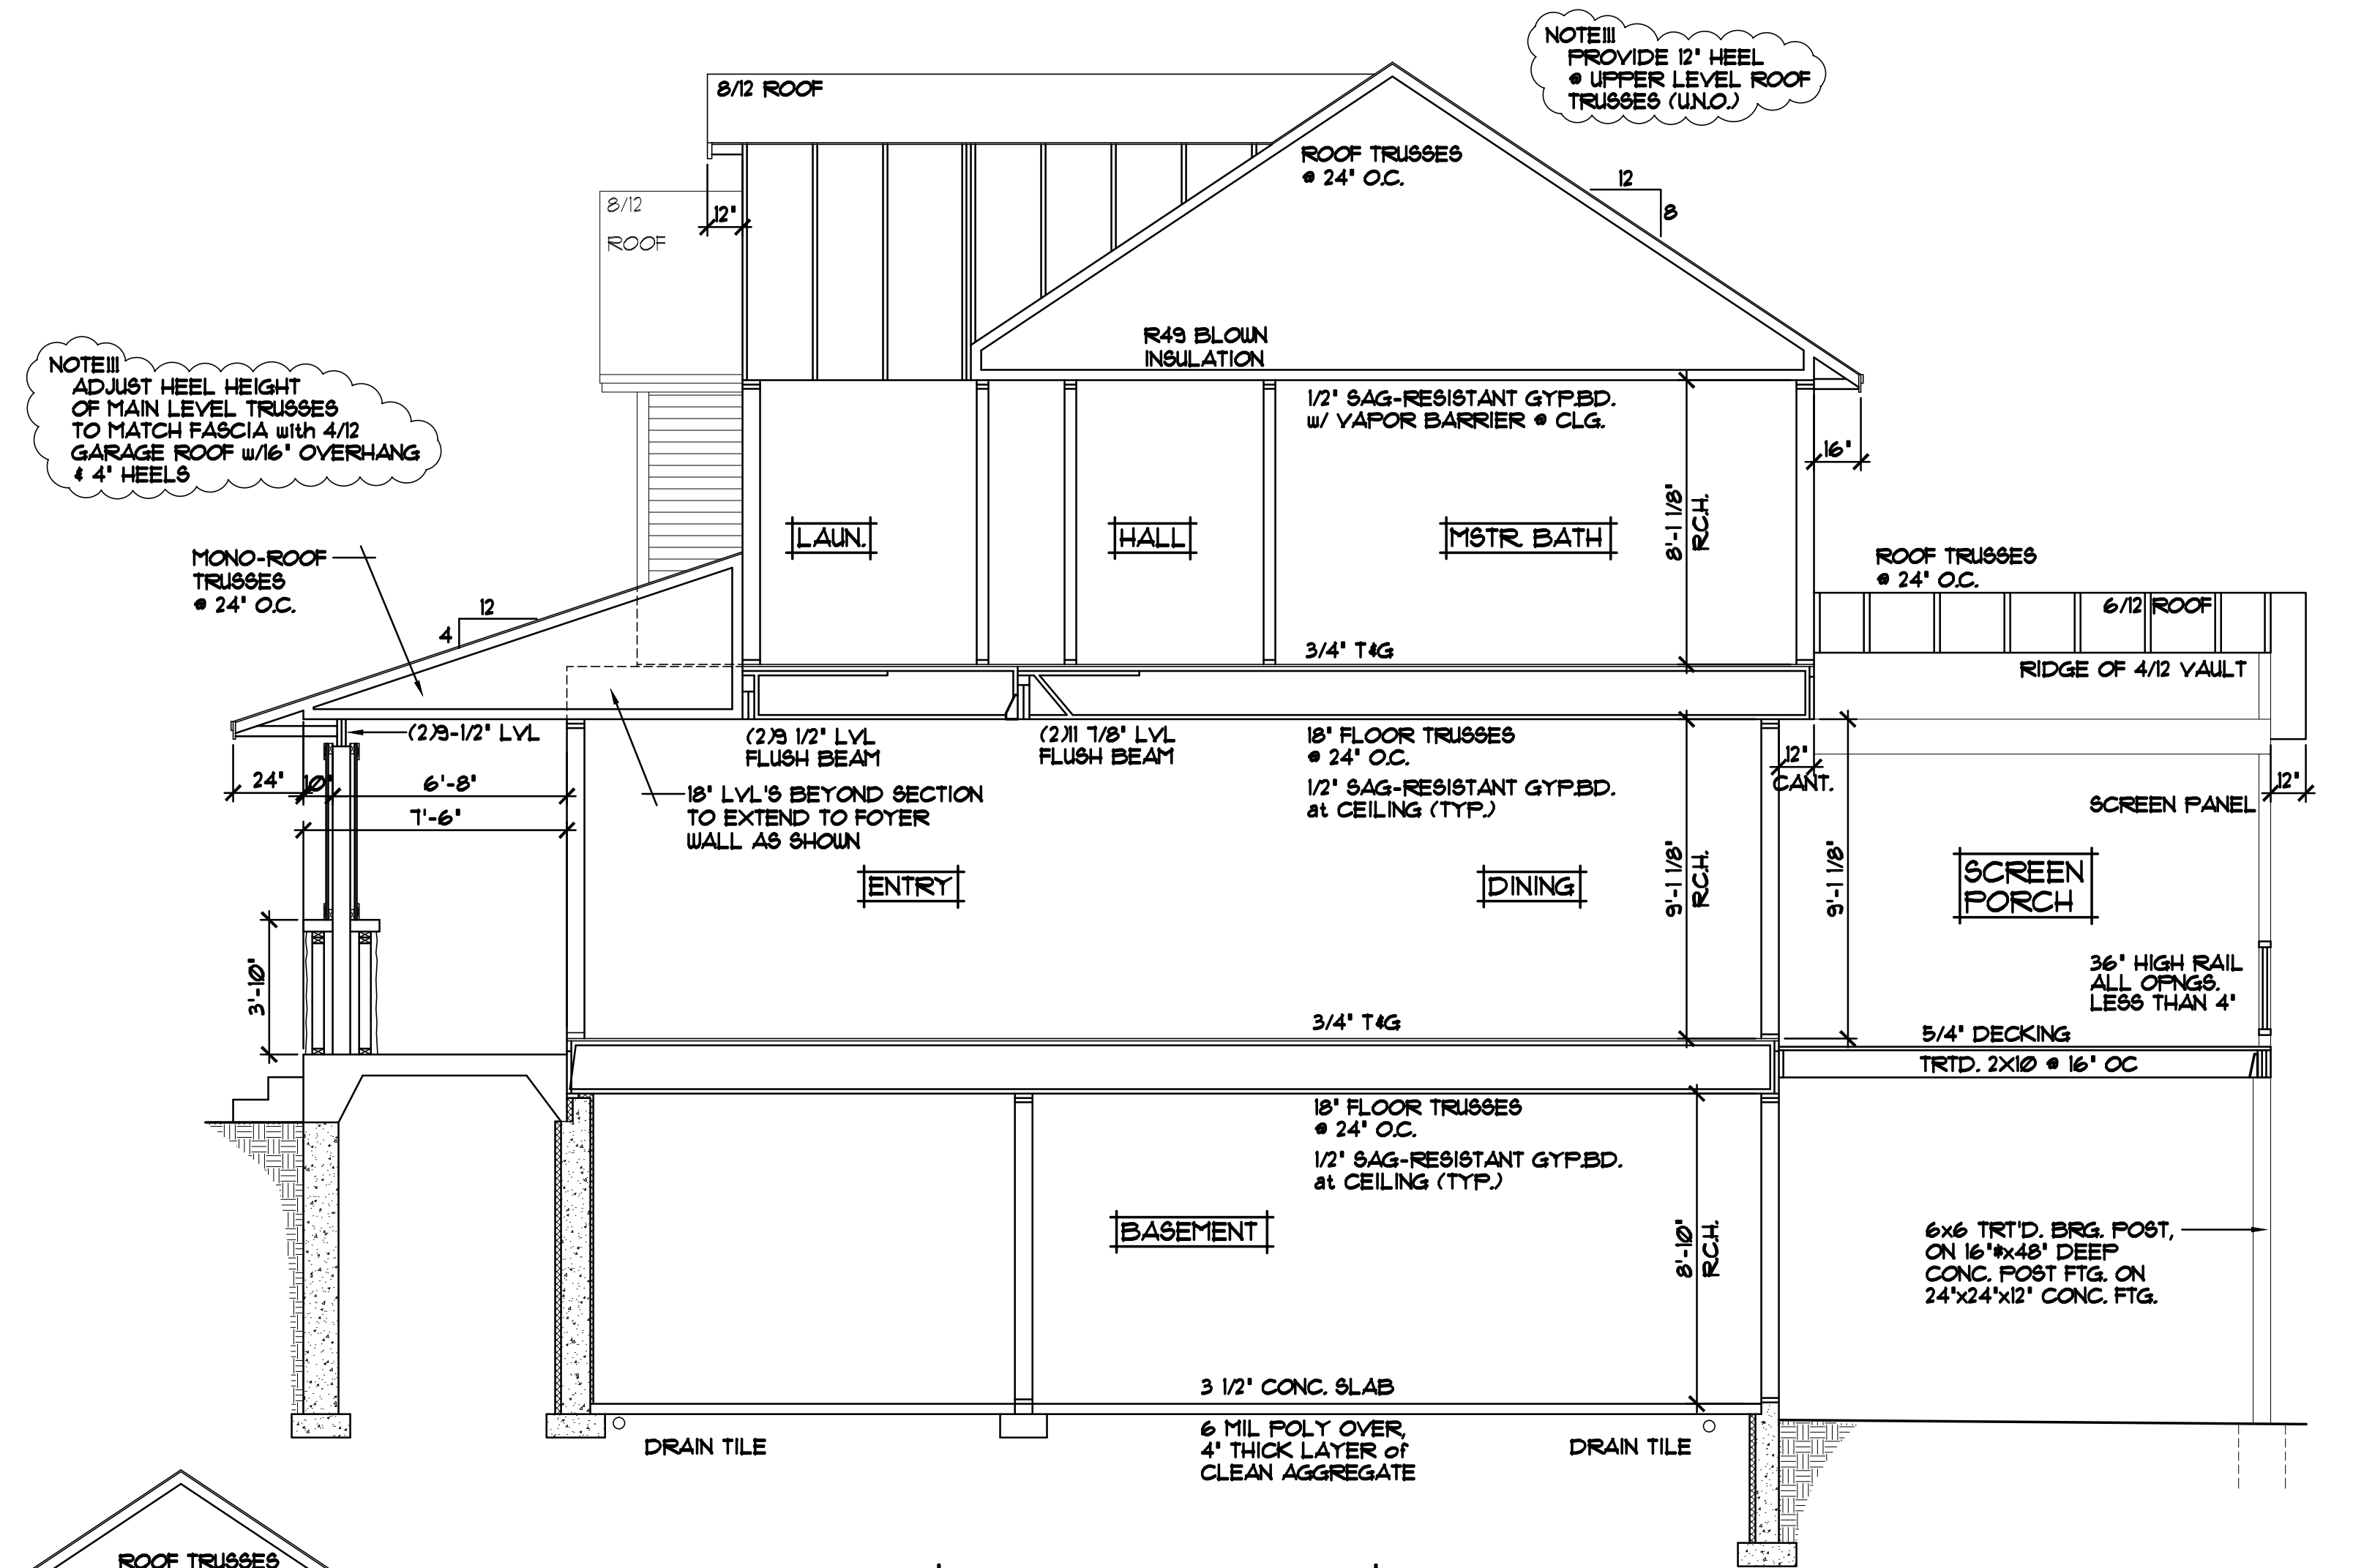 NOTE!!!
PROVIDE 12" HEEL
@ UPPER LEVEL ROOF
TRUSSES (U.N.O.)
8/12 ROOF
ROOF TRUSSES
@ 24" O.C.
12
8
8/12
ROOF
12"
R49 BLOWN
INSULATION
NOTE!!!
ADJUST HEEL HEIGHT
OF MAIN LEVEL TRUSSES
TO MATCH FASCIA with 4/12
GARAGE ROOF w/16" OVERHANG
& 4" HEELS
1/2" SAG-RESISTANT GYP.BD.
w/ VAPOR BARRIER @ CLG.
16"
LAUN.
HALL
MSTR BATH
8'-1 1/8"
R.C.H.
MONO-ROOF
TRUSSES
@ 24" O.C.
12
4
ROOF TRUSSES
@ 24" O.C.
6/12 ROOF
3/4" T&G
RIDGE OF 4/12 VAULT
(2)9-1/2" LVL
(2)9 1/2" LVL
FLUSH BEAM
(2)11 7/8" LVL
FLUSH BEAM
18" FLOOR TRUSSES
@ 24" O.C.
1/2" SAG-RESISTANT GYP.BD.
at CEILING (TYP.)
12"
CANT.
12"
24"
10"
6'-8"
7'-6"
18" LVL'S BEYOND SECTION
TO EXTEND TO FOYER
WALL AS SHOWN
SCREEN PANEL
ENTRY
DINING
9'-1 1/8"
R.C.H.
9'-1 1/8"
SCREEN
PORCH
3'-10"
36" HIGH RAIL
ALL OPNGS.
LESS THAN 4"
3/4" T&G
5/4" DECKING
TRTD. 2X10 @ 16" OC
18" FLOOR TRUSSES
@ 24" O.C.
1/2" SAG-RESISTANT GYP.BD.
at CEILING (TYP.)
BASEMENT
8'-10"
R.C.H.
6x6 TRT'D. BRG. POST,
ON 16"ϕx48" DEEP
CONC. POST FTG. ON
24"x24"x12" CONC. FTG.
3 1/2" CONC. SLAB
DRAIN TILE
6 MIL POLY OVER,
4" THICK LAYER of
CLEAN AGGREGATE
DRAIN TILE
ROOF TRUSSES